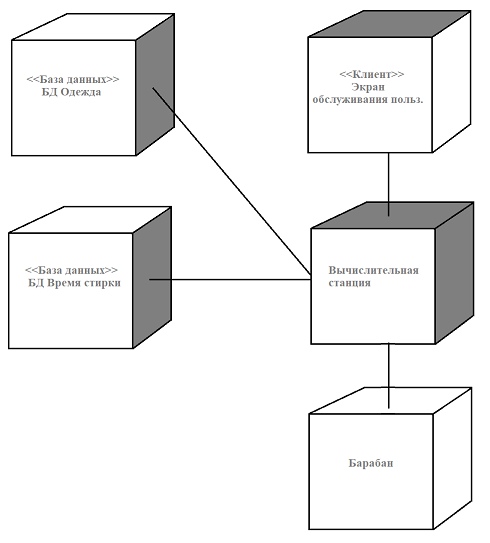 <<База данных>>
БД Одежда
<<Клиент>>
Экран
обслуживания польз.
<<База данных>>
БД Время стирки
Вычислительная
станция
Барабан